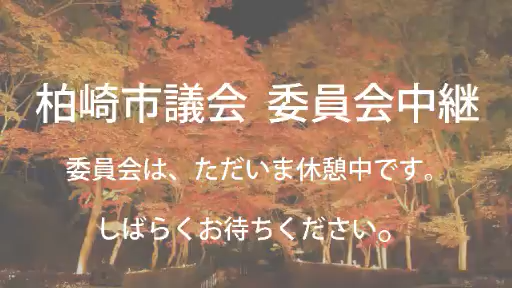 柏崎市議会 委員会中継
委員会は、ただいま休憩中です。
しばらくお待ちください。